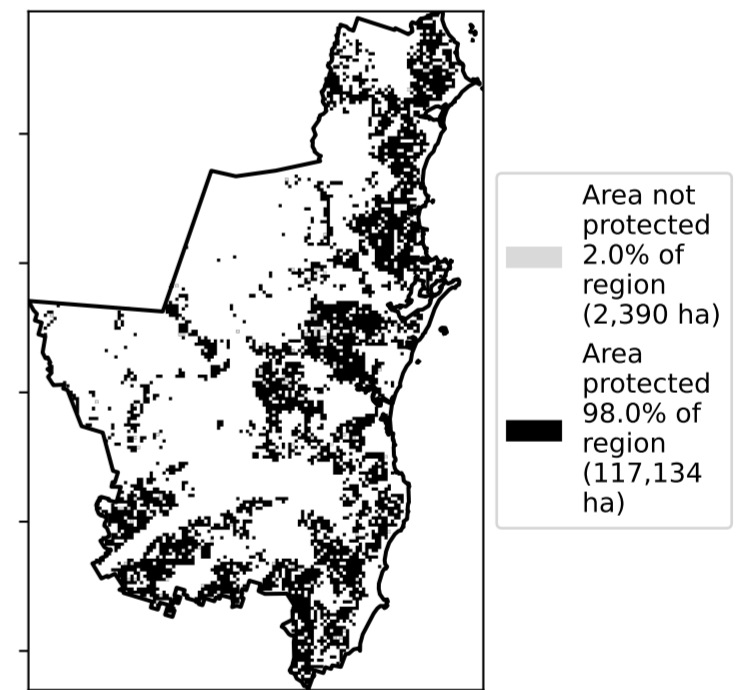 Area not
protected
2.0% of
region
(2,390 ha)
Area
protected
98.0% of
region
(117,134
ha)